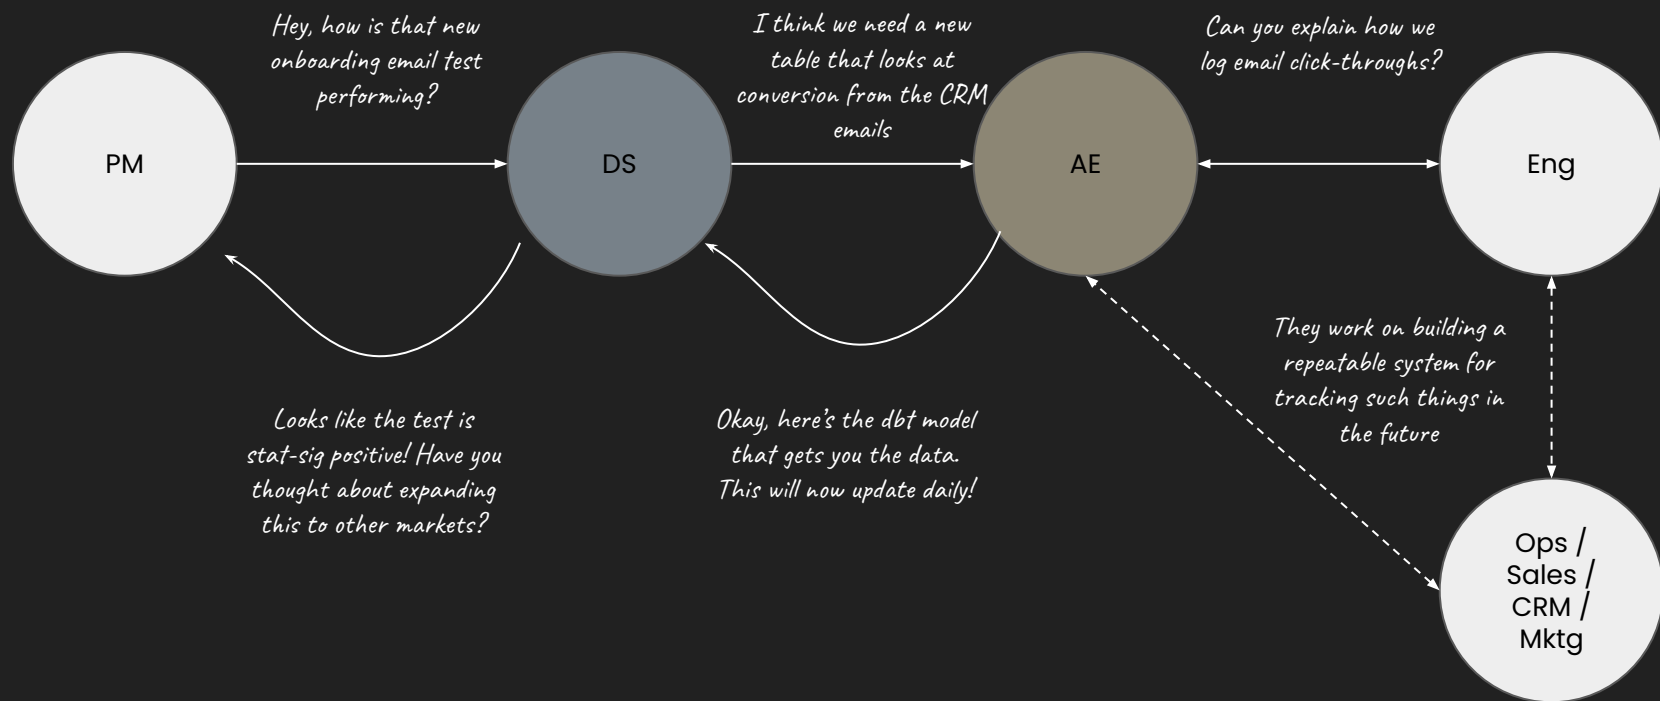 Hey, how is that new
onboarding email test
performing?
I think we need a new
table that looks at
conversion from the CRM
emails
Can you explain how we
log email click-throughs?
PM
DS
AE
Eng
They work on building a
repeatable system for
tracking such things in
the future
Looks like the test is
stat-sig positive! Have you
thought about expanding
this to other markets?
Okay, here’s the dbt model
that gets you the data.
This will now update daily!
Ops /
Sales /
CRM /
Mktg